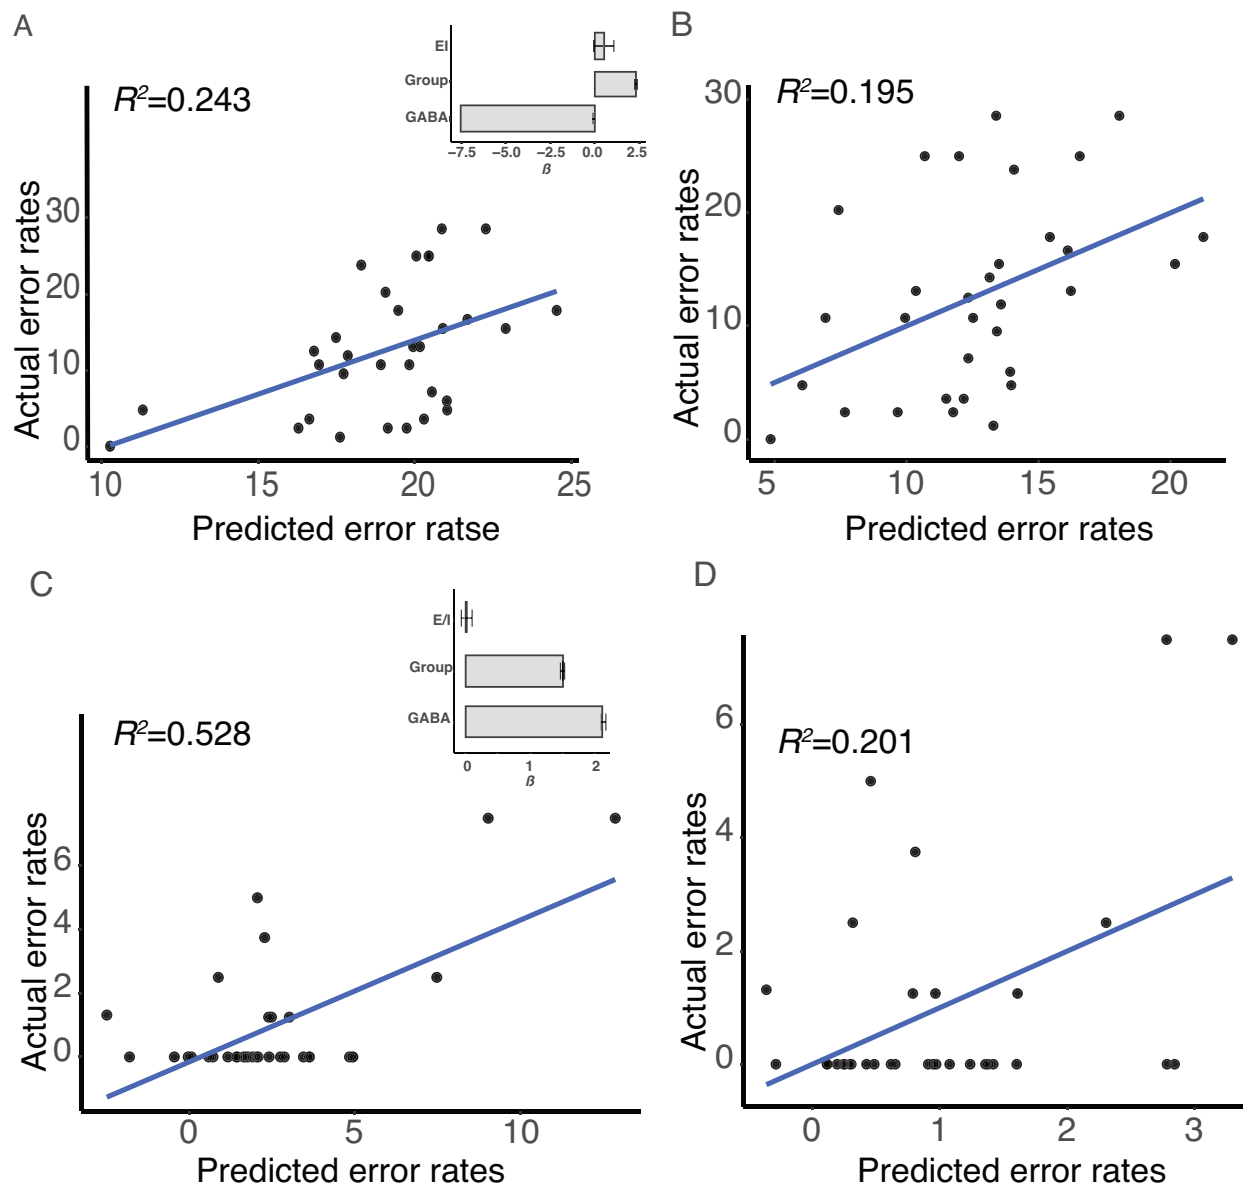 A
EI
Group
GABA
−7.5 −5.0 −2.5 0.0 2.5
ß
R²=0.243
Actual error rates
30
20
10
0
10 15 20 25
Predicted error ratse
B
R²=0.195
Actual error rates
30
20
10
0
5 10 15 20
Predicted error rates
C
E/I
Group
GABA
0 1 2
ß
R²=0.528
Actual error rates
6
4
2
0
0 5 10
Predicted error rates
D
R²=0.201
Actual error rates
6
4
2
0
0 1 2 3
Predicted error rates